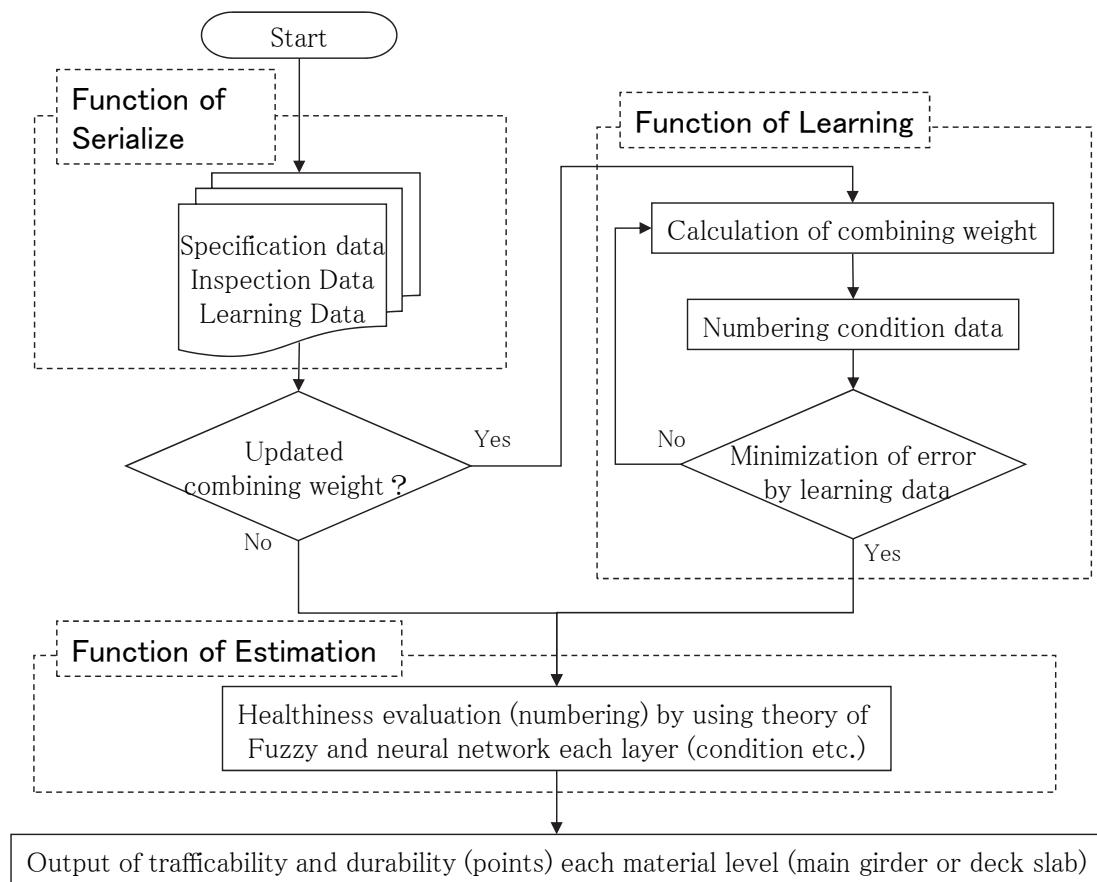 Start
Function of
Serialize
Specification data
Inspection Data
Learning Data
Updated
combining weight？
Yes
No
Function of Learning
Calculation of combining weight
Numbering condition data
Minimization of error
by learning data
No
Yes
Function of Estimation
Healthiness evaluation (numbering) by using theory of
Fuzzy and neural network each layer (condition etc.)
Output of trafficability and durability (points) each material level (main girder or deck slab)